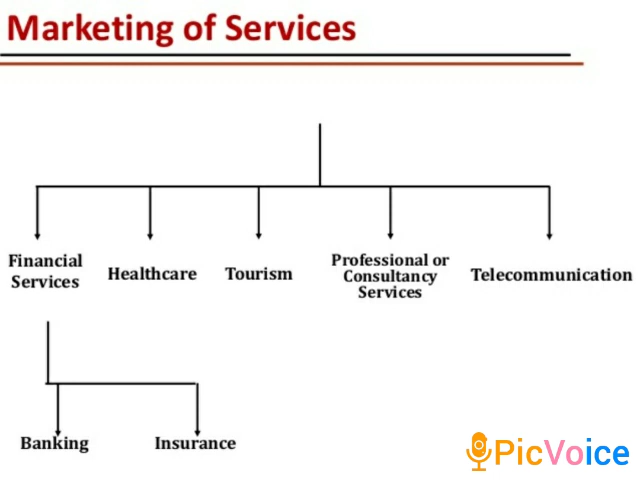 Marketing of Services
Financial
Services
Healthcare
Tourism
Professional or
Consultancy
Services
Telecommunication
Banking
Insurance
PicVoice